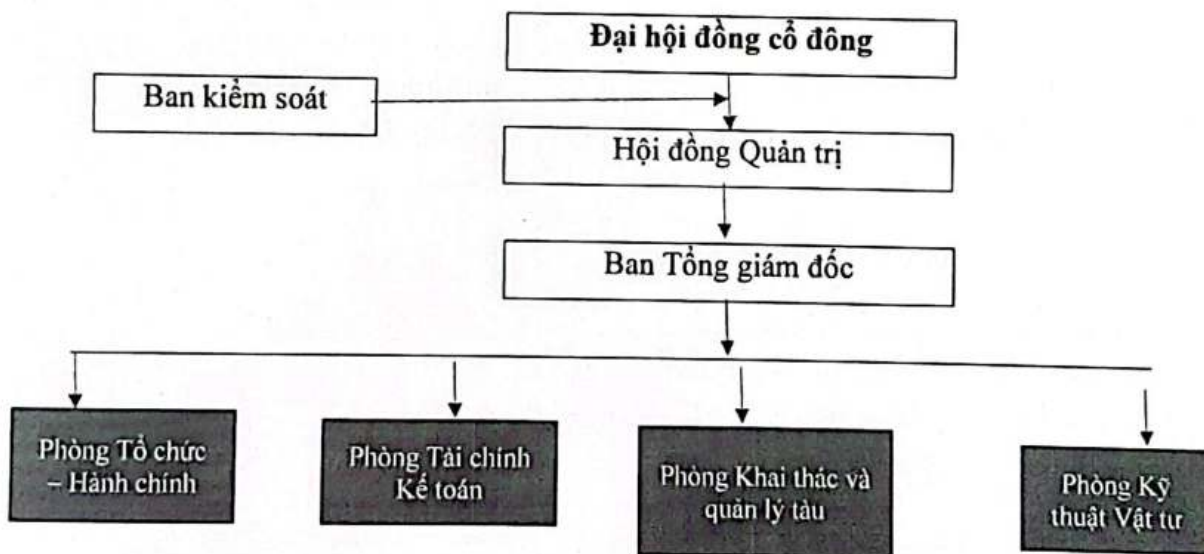 Đại hội đồng cổ đông
Ban kiểm soát
Hội đồng Quản trị
Ban Tổng giám đốc
Phòng Tổ chức
– Hành chính
Phòng Tài chính
Kế toán
Phòng Khai thác và
quản lý tàu
Phòng Kỹ
thuật Vật tư